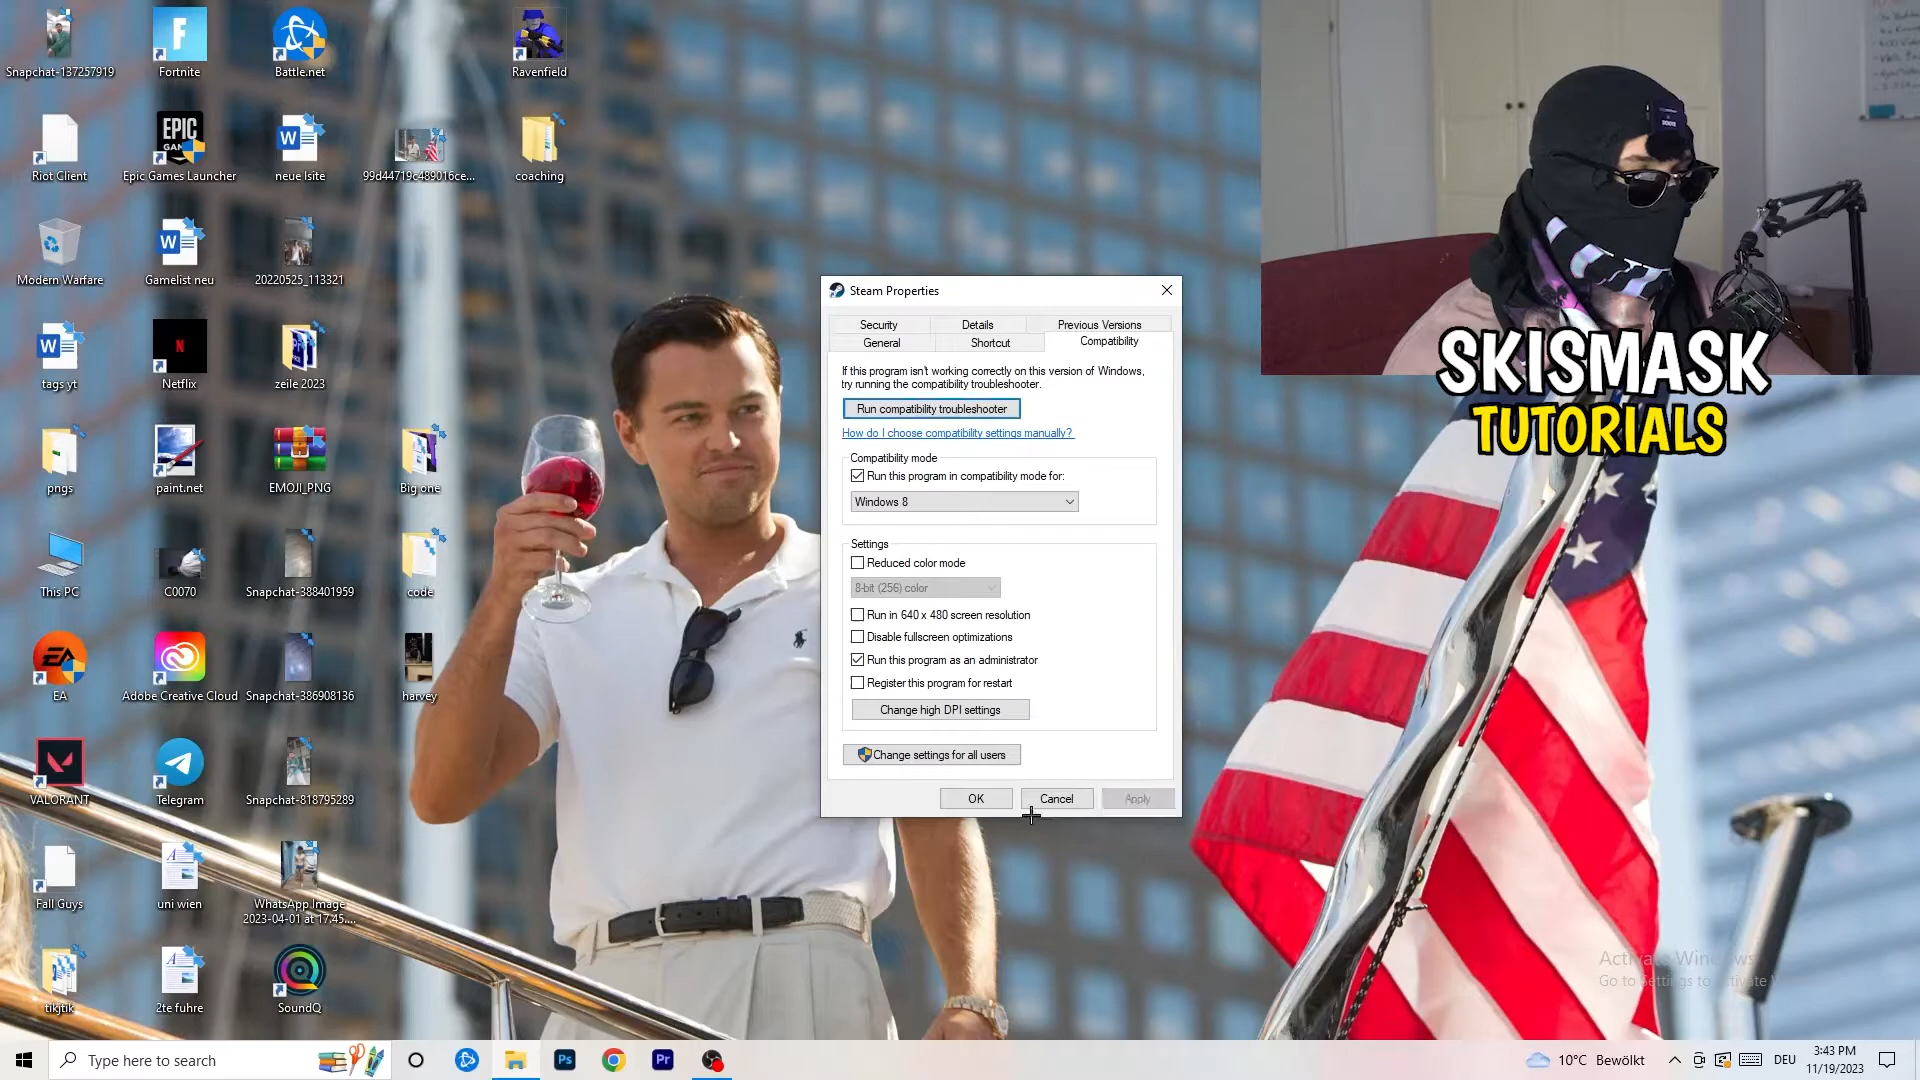 Snapchat-137257919
Fortnite
Battle.net
Ravenfield
Riot Client
EPIC
Epic Games Launcher
neue lsite
99d44719c489016ce...
coaching
Modern Warfare
Gamelist neu
20220525_113321
tags yt
Netflix
zeile 2023
pngs
paint.net
EMOJI_PNG
Big one
This PC
C0070
Snapchat-388401959
code
EA
Adobe Creative Cloud
Snapchat-386908136
harvey
VALORANT
Telegram
Snapchat-818795289
Fall Guys
uni wien
WhatsApp Image
2023-04-01 at 17.45....
tikjtik
2te fuhre
SoundQ
Steam Properties
Security
Details
Previous Versions
General
Shortcut
Compatibility
If this program isn't working correctly on this version of Windows,
try running the compatibility troubleshooter.
Run compatibility troubleshooter
How do I choose compatibility settings manually?
Compatibility mode
Run this program in compatibility mode for:
Windows 8
Settings
Reduced color mode
8-bit (256) color
Run in 640 x 480 screen resolution
Disable fullscreen optimizations
Run this program as an administrator
Register this program for restart
Change high DPI settings
Change settings for all users
OK
Cancel
Apply
SKISMASK
TUTORIALS
Activate Windows
Go to Settings to activate
Type here to search
Ps
Pr
10°C Bewölkt
DEU
3:43 PM
11/19/2023